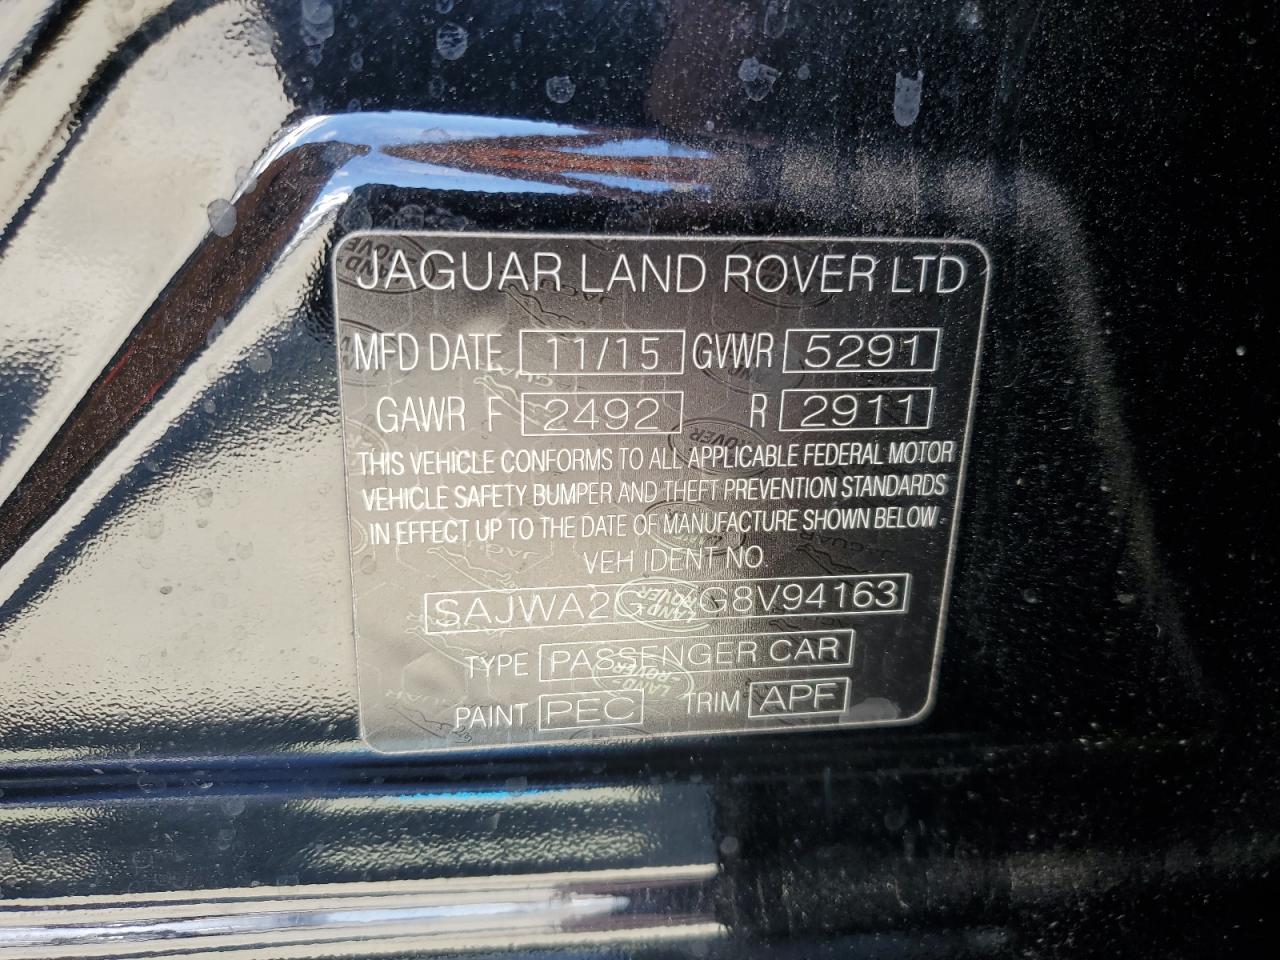 JAGUAR LAND ROVER LTD
MFD DATE 11/15 GVWR 5291
GAWR F 2492 R 2911
THIS VEHICLE CONFORMS TO ALL APPLICABLE FEDERAL MOTOR
VEHICLE SAFETY BUMPER AND THEFT PREVENTION STANDARDS
IN EFFECT UP TO THE DATE OF MANUFACTURE SHOWN BELOW
VEH IDENT NO
TYPE PASSENGER CAR
PAINT PEC TRIM APF